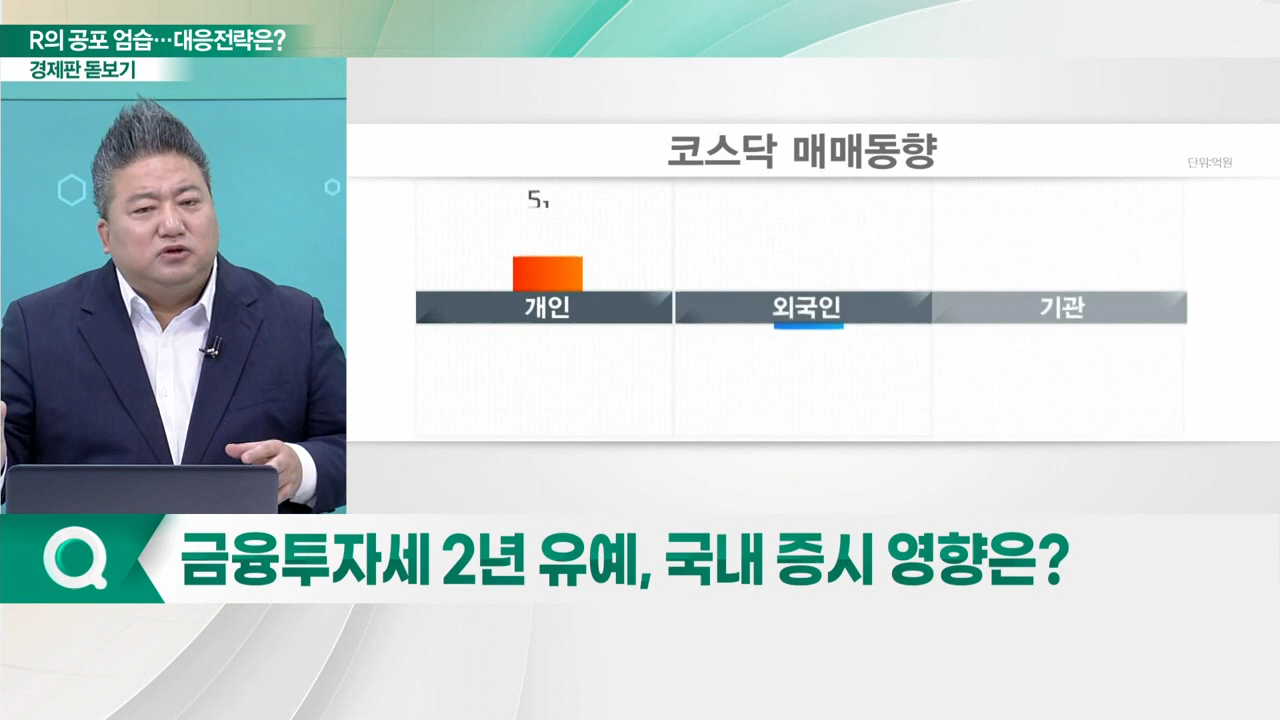 R의 공포 엄습…대응전략은?
경제판 돋보기
코스닥 매매동향
단위:억원
개인
외국인
기관
금융투자세 2년 유예, 국내 증시 영향은?